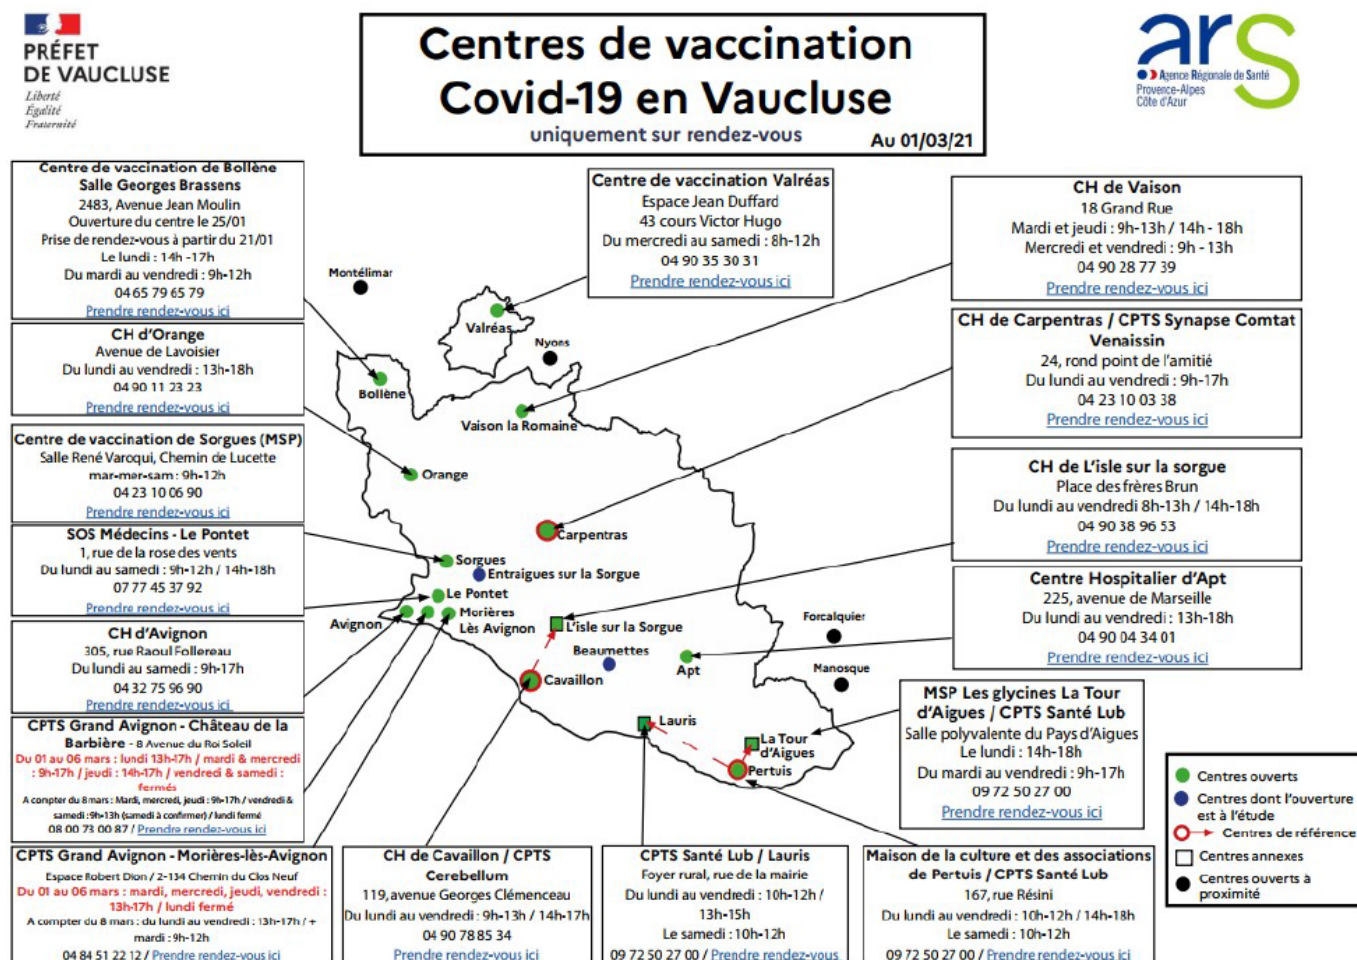 PRÉFET
DE VAUCLUSE
Liberté
Égalité
Fraternité
Centres de vaccination
Covid-19 en Vaucluse
uniquement sur rendez-vous
Au 01/03/21
ars
Agence Régionale de Santé
Provence-Alpes
Côte d'Azur
Centre de vaccination de Bollène
Salle Georges Brassens
2483, Avenue Jean Moulin
Ouverture du centre le 25/01
Prise de rendez-vous à partir du 21/01
Le lundi : 14h -17h
Du mardi au vendredi : 9h-12h
04 65 79 65 79
Prendre rendez-vous ici
CH d'Orange
Avenue de Lavoisier
Du lundi au vendredi : 13h-18h
04 90 11 23 23
Prendre rendez-vous ici
Centre de vaccination de Sorgues (MSP)
Salle René Varoqui, Chemin de Lucette
mar-mer-sam : 9h-12h
04 23 10 06 90
Prendre rendez-vous ici
SOS Médecins - Le Pontet
1, rue de la rose des vents
Du lundi au samedi : 9h-12h / 14h-18h
07 77 45 37 92
Prendre rendez-vous ici
CH d'Avignon
305, rue Raoul Follereau
Du lundi au samedi : 9h-17h
04 32 75 96 90
Prendre rendez-vous ici
CPTS Grand Avignon - Château de la
Barbière - 8 Avenue du Roi Soleil
Du 01 au 06 mars : lundi 13h-17h / mardi & mercredi
: 9h-17h / jeudi : 14h-17h / vendredi & samedi :
fermés
A compter du 8 mars : Mardi, mercredi, jeudi : 9h-17h / vendredi &
samedi : 9h-13h (samedi à confirmer) / lundi fermé
08 00 73 00 87 / Prendre rendez-vous ici
CPTS Grand Avignon - Morières-lès-Avignon
Espace Robert Dion / 2-134 Chemin du Clos Neuf
Du 01 au 06 mars : mardi, mercredi, jeudi, vendredi :
13h-17h / lundi fermé
A compter du 8 mars : du lundi au vendredi : 13h-17h / +
mardi : 9h-12h
04 84 51 22 12 / Prendre rendez-vous ici
Centre de vaccination Valréas
Espace Jean Duffard
43 cours Victor Hugo
Du mercredi au samedi : 8h-12h
04 90 35 30 31
Prendre rendez-vous ici
CH de Vaison
18 Grand Rue
Mardi et jeudi : 9h-13h / 14h - 18h
Mercredi et vendredi : 9h - 13h
04 90 28 77 39
Prendre rendez-vous ici
CH de Carpentras / CPTS Synapse Comtat
Venaissin
24, rond point de l'amitié
Du lundi au vendredi : 9h-17h
04 23 10 03 38
Prendre rendez-vous ici
CH de L'isle sur la sorgue
Place des frères Brun
Du lundi au vendredi 8h-13h / 14h-18h
04 90 38 96 53
Prendre rendez-vous ici
Centre Hospitalier d'Apt
225, avenue de Marseille
Du lundi au vendredi : 13h-18h
04 90 04 34 01
Prendre rendez-vous ici
MSP Les glycines La Tour
d'Aigues / CPTS Santé Lub
Salle polyvalente du Pays d'Aigues
Le lundi : 14h-18h
Du mardi au vendredi : 9h-17h
09 72 50 27 00
Prendre rendez-vous ici
Montélimar
Valréas
Nyons
Bollène
Vaison la Romaine
Orange
Carpentras
Sorgues
Entraigues sur la Sorgue
Le Pontet
Avignon
Morières
Lès Avignon
L'isle sur la Sorgue
Beaumettes
Cavaillon
Apt
Forcalquier
Manosque
Lauris
La Tour
d'Aigues
Pertuis
CH de Cavaillon / CPTS
Cerebellum
119, avenue Georges Clémenceau
Du lundi au vendredi : 9h-13h / 14h-17h
04 90 78 85 34
Prendre rendez-vous ici
CPTS Santé Lub / Lauris
Foyer rural, rue de la mairie
Du lundi au vendredi : 10h-12h /
13h-15h
Le samedi : 10h-12h
09 72 50 27 00 / Prendre rendez-vous
Maison de la culture et des associations
de Pertuis / CPTS Santé Lub
167, rue Résini
Du lundi au vendredi : 10h-12h / 14h-18h
Le samedi : 10h-12h
09 72 50 27 00 / Prendre rendez-vous ici
Centres ouverts
Centres dont l'ouverture
est à l'étude
Centres de référence
Centres annexes
Centres ouverts à
proximité